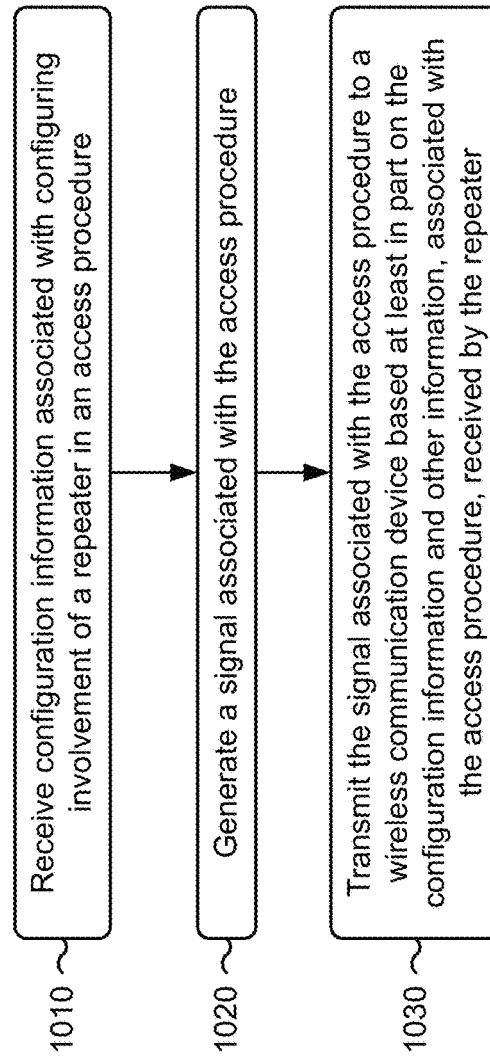 1010
Receive configuration information associated with configuring
involvement of a repeater in an access procedure
1020
Generate a signal associated with the access procedure
1030
Transmit the signal associated with the access procedure to a
wireless communication device based at least in part on the
configuration information and other information, associated with
the access procedure, received by the repeater